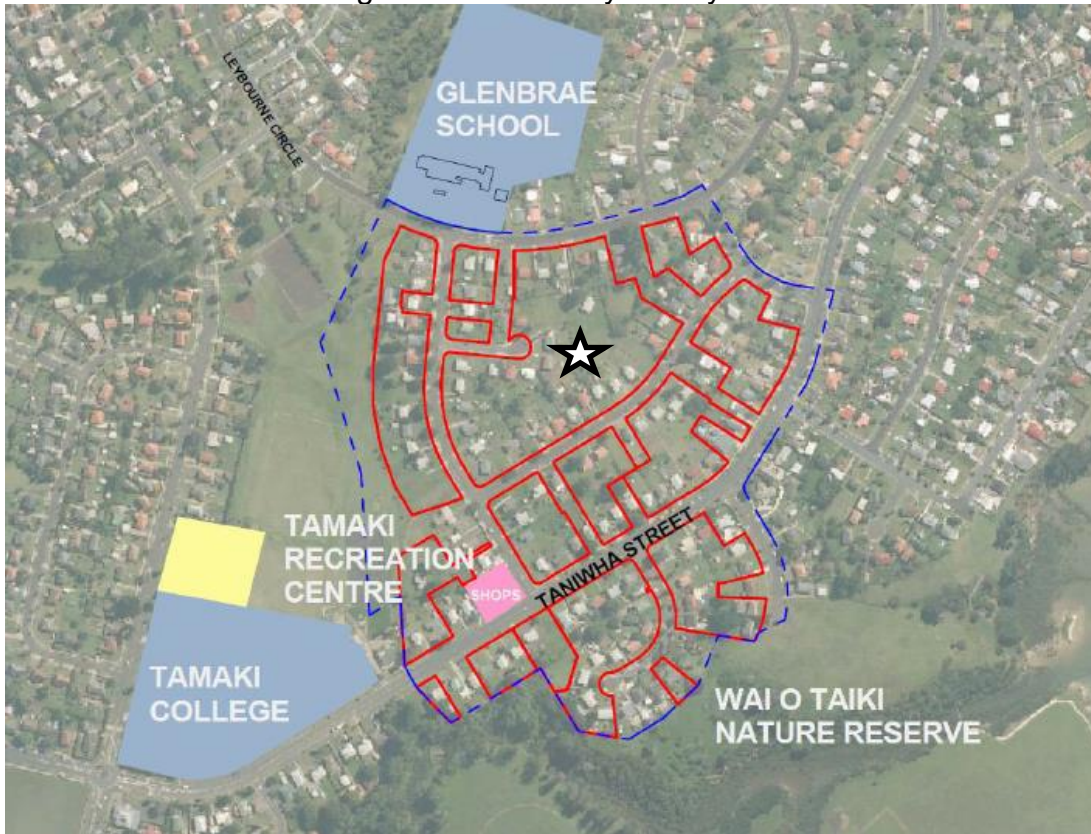 LEYBOURNE CIRCLE
GLENBRAE
SCHOOL
TAMAKI
RECREATION
CENTRE
SHOPS
TANIWHA STREET
TAMAKI
COLLEGE
WAI O TAIKI
NATURE RESERVE